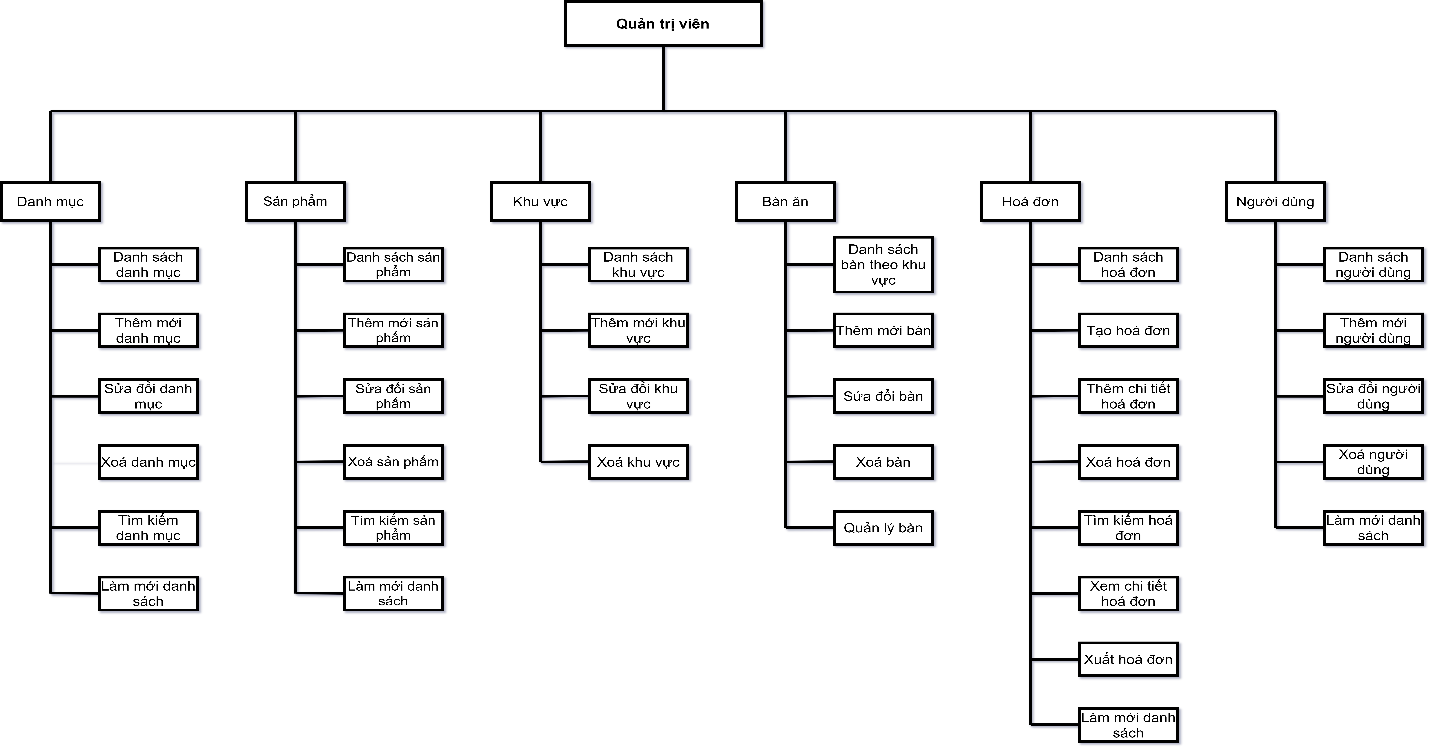 Quản trị viên
Danh mục
Sản phẩm
Khu vực
Bàn ăn
Hoá đơn
Người dùng
Danh sách
danh mục
Thêm mới
danh mục
Sửa đổi danh
mục
Xoá danh mục
Tìm kiếm
danh mục
Làm mới danh
sách
Danh sách sản
phẩm
Thêm mới sản
phẩm
Sửa đổi sản
phẩm
Xoá sản phẩm
Tìm kiếm sản
phẩm
Làm mới danh
sách
Danh sách
khu vực
Thêm mới khu
vực
Sửa đổi khu
vực
Xoá khu vực
Danh sách
bàn theo khu
vực
Thêm mới bàn
Sửa đổi bàn
Xoá bàn
Quản lý bàn
Danh sách
hoá đơn
Tạo hoá đơn
Thêm chi tiết
hoá đơn
Xoá hoá đơn
Tìm kiếm hoá
đơn
Xem chi tiết
hoá đơn
Xuất hoá đơn
Làm mới danh
sách
Danh sách
người dùng
Thêm mới
người dùng
Sửa đổi người
dùng
Xoá người
dùng
Làm mới danh
sách